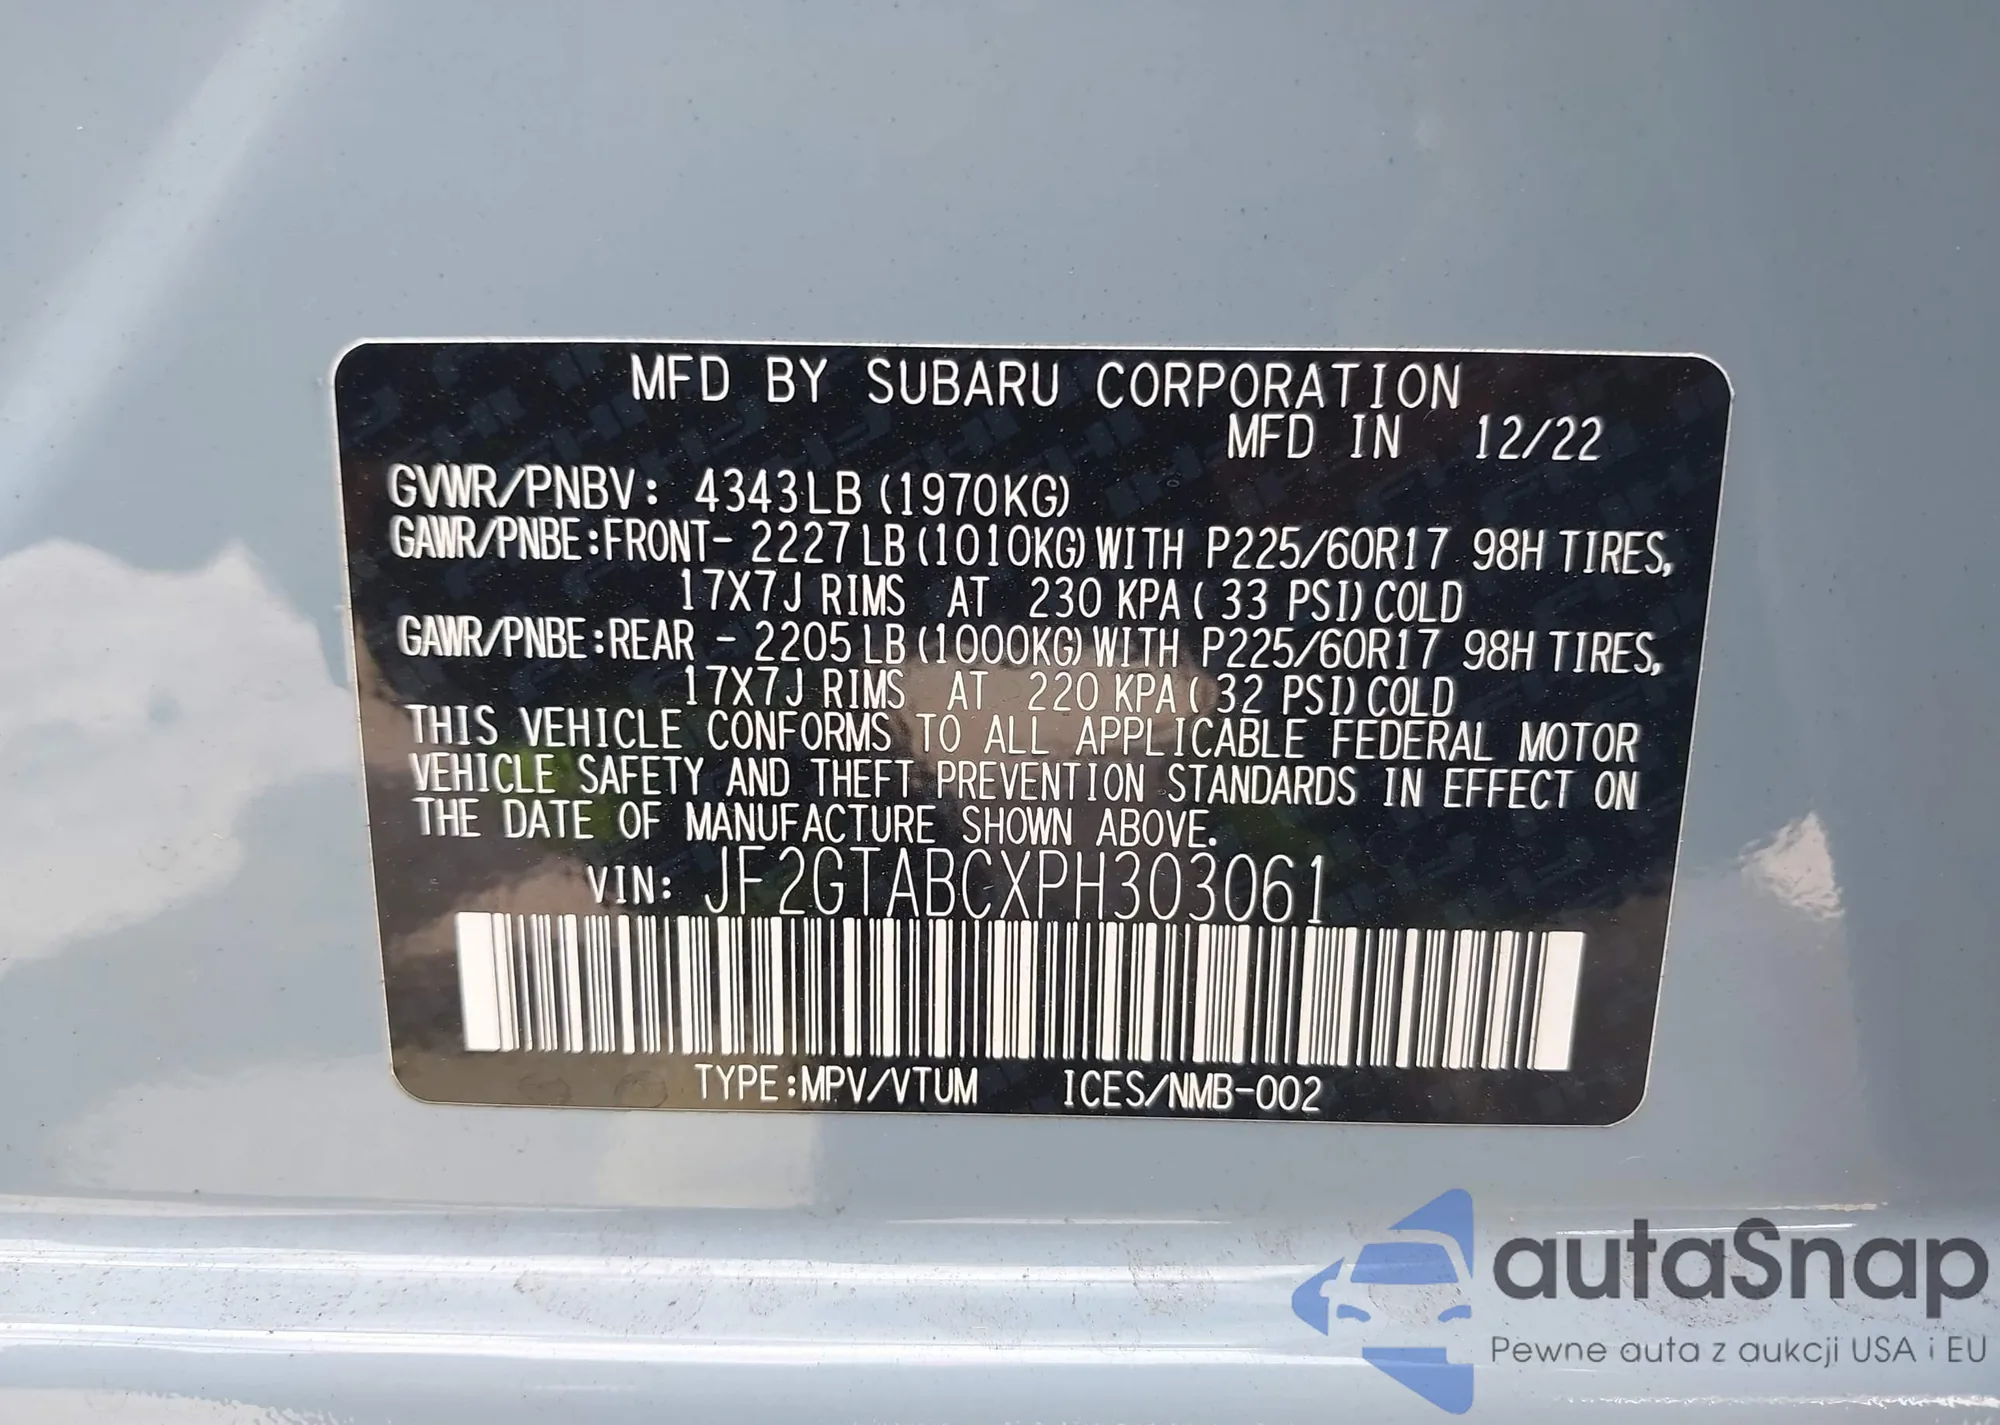 MFD BY SUBARU CORPORATION
MFD IN 12/22
GVWR/PNBV: 4343LB (1970KG)
GAWR/PNBE:FRONT- 2227LB (1010KG) WITH P225/60R17 98H TIRES,
17X7J RIMS AT 230 KPA ( 33 PSI) COLD
GAWR/PNBE:REAR - 2205LB (1000KG) WITH P225/60R17 98H TIRES,
17X7J RIMS AT 220 KPA ( 32 PSI) COLD
THIS VEHICLE CONFORMS TO ALL APPLICABLE FEDERAL MOTOR
VEHICLE SAFETY AND THEFT PREVENTION STANDARDS IN EFFECT ON
THE DATE OF MANUFACTURE SHOWN ABOVE.
VIN: JF2GTABCXPH303061
TYPE:MPV/VTUM ICES/NMB-002
autaSnap
Pewne auta z aukcji USA i EU